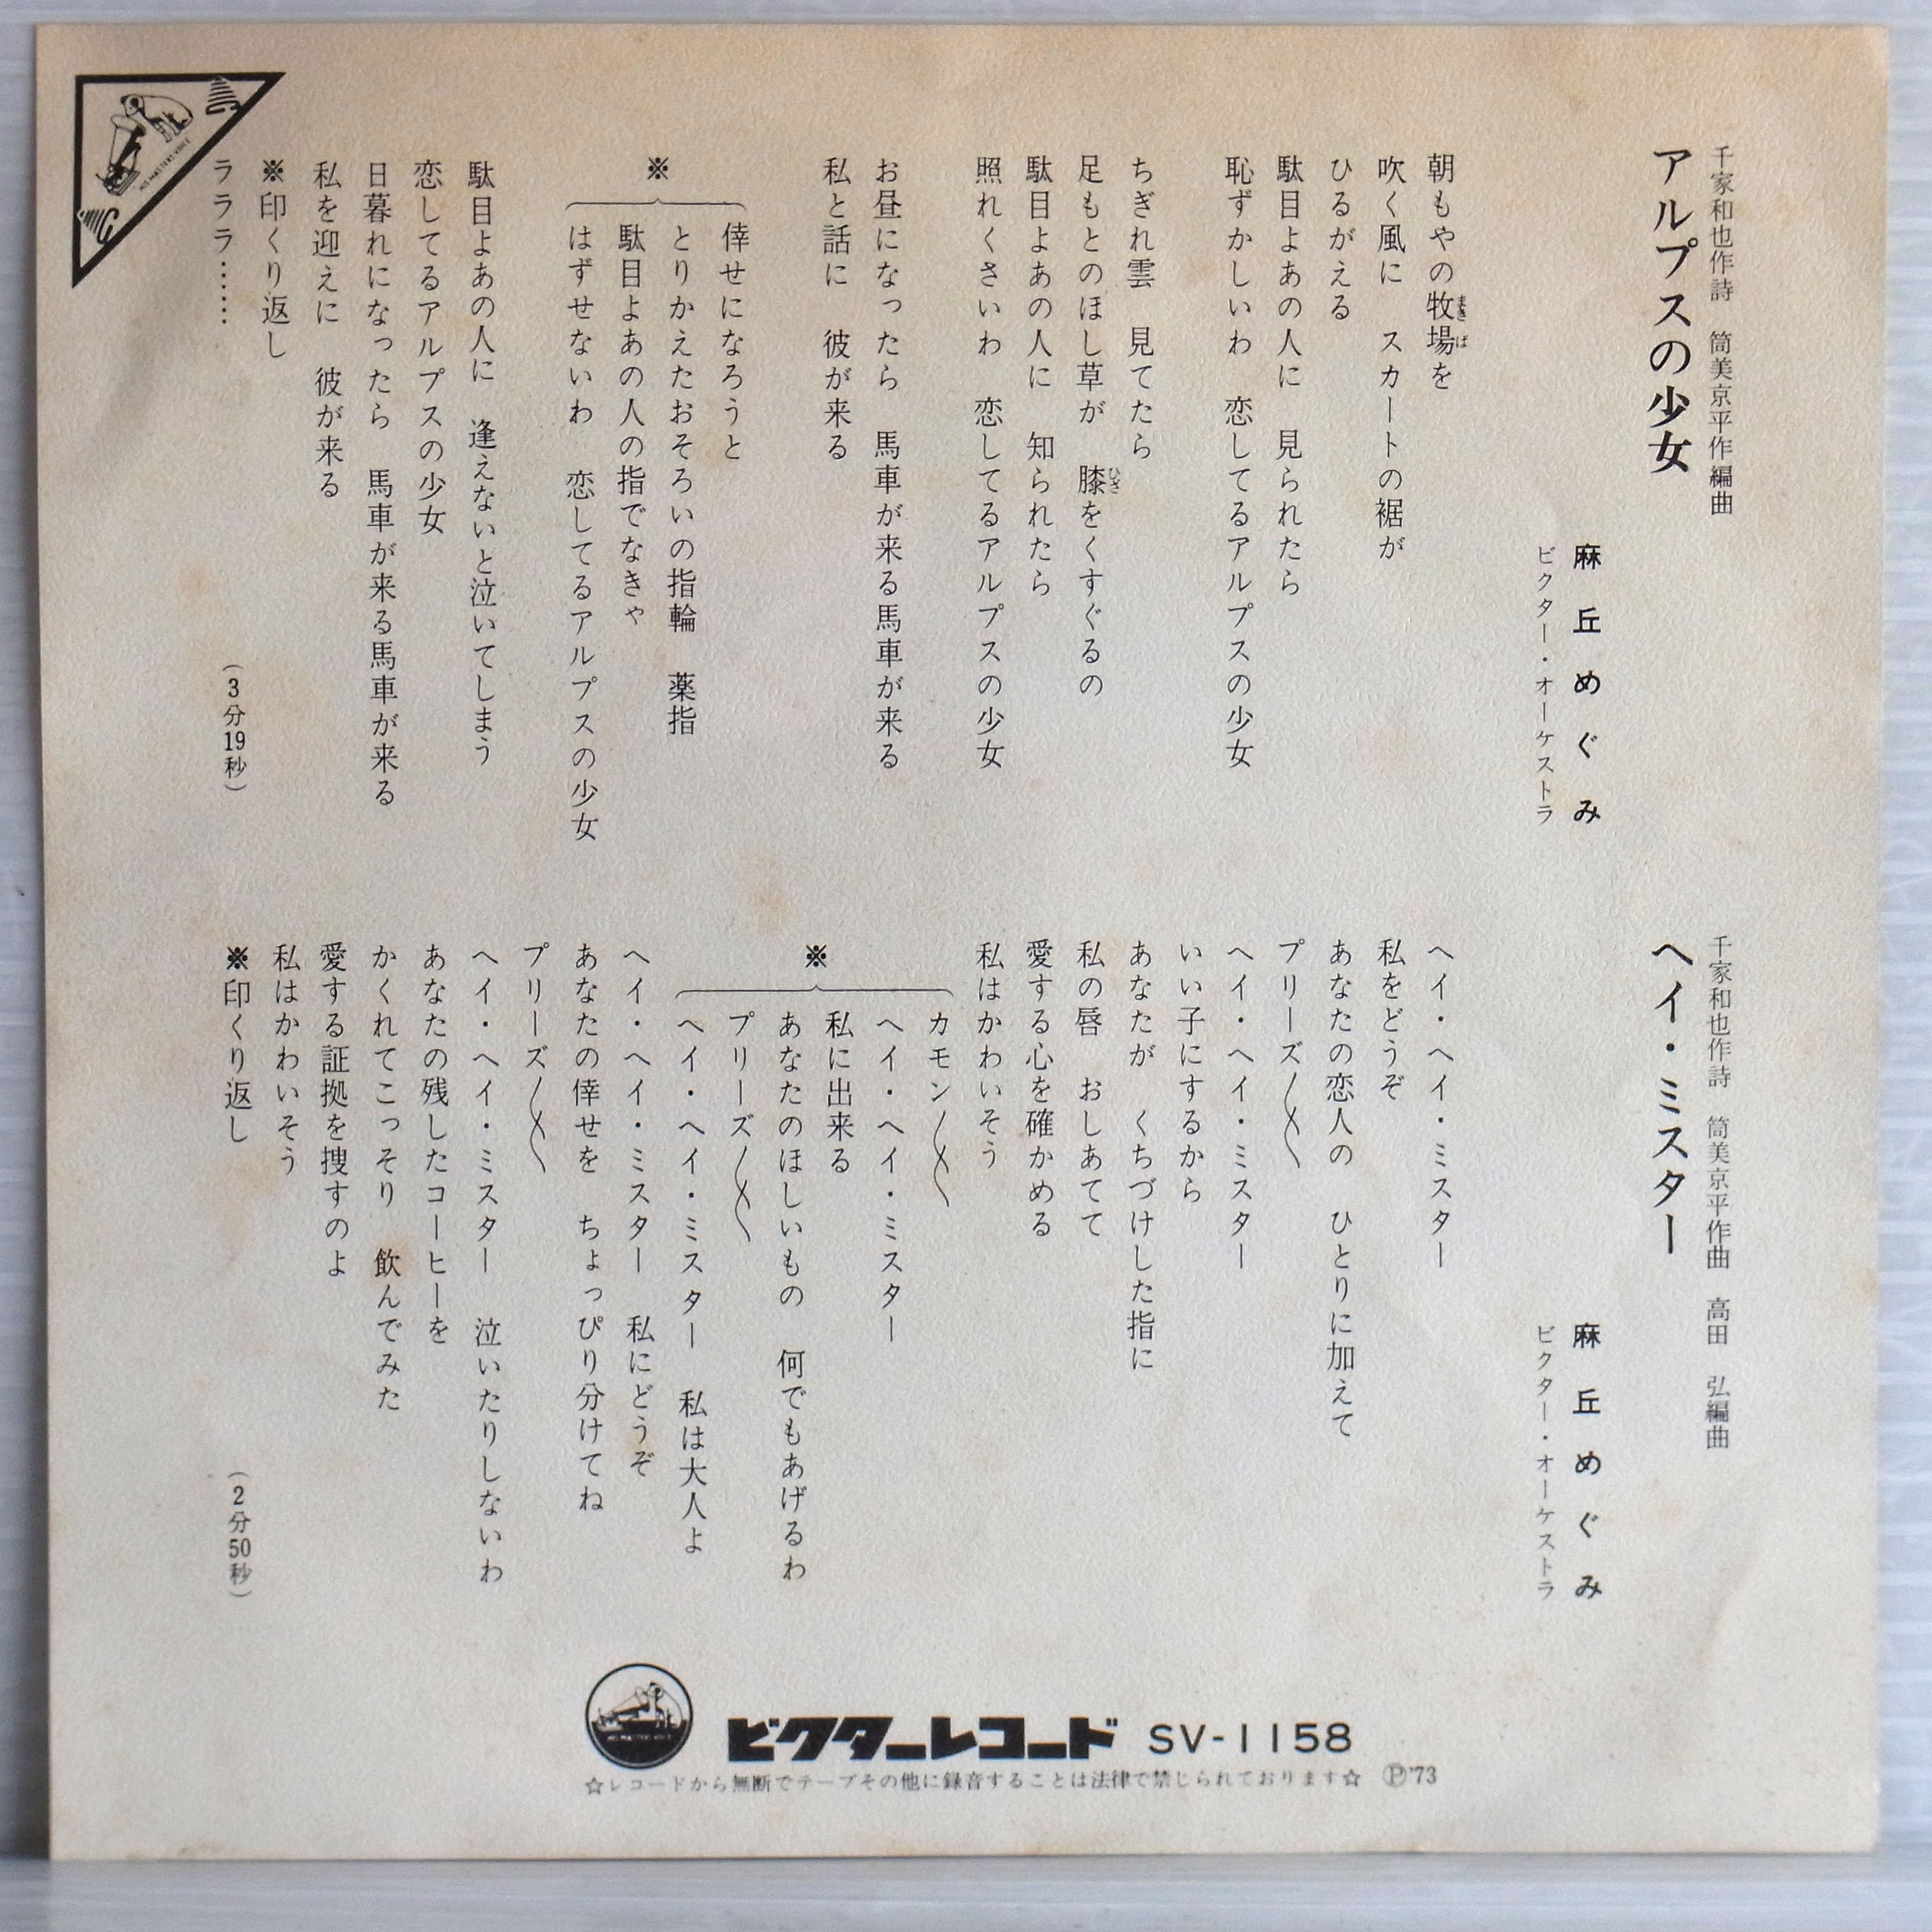 千家和也作詩　筒美京平作編曲
アルプスの少女
麻丘めぐみ
ビクター・オーケストラ
朝もやの牧場を
まきば
吹く風に　スカートの裾が
ひるがえる
駄目よあの人に　見られたら
恥ずかしいわ　恋してるアルプスの少女
ちぎれ雲　見てたら
足もとのほし草が　膝をくすぐるの
ひざ
駄目よあの人に　知られたら
照れくさいわ　恋してるアルプスの少女
お昼になったら　馬車が来る馬車が来る
私と話に　彼が来る
※
倖せになろうと
とりかえたおそろいの指輪　薬指
駄目よあの人の指でなきゃ
はずせないわ　恋してるアルプスの少女
駄目よあの人に　逢えないと泣いてしまう
恋してるアルプスの少女
日暮れになったら　馬車が来る馬車が来る
私を迎えに　彼が来る
※印くり返し
ラララ……
（3分19秒）
千家和也作詩　筒美京平作曲　高田　弘編曲
ヘイ・ミスター
麻丘めぐみ
ビクター・オーケストラ
ヘイ・ヘイ・ミスター
私をどうぞ
あなたの恋人の　ひとりに加えて
プリーズ〳〵
ヘイ・ヘイ・ミスター
いい子にするから
あなたが　くちづけした指に
私の唇　おしあてて
愛する心を確かめる
私はかわいそう
※
カモン〳〵
ヘイ・ヘイ・ミスター
私に出来る
あなたのほしいもの　何でもあげるわ
プリーズ〳〵
ヘイ・ヘイ・ミスター　私は大人よ
ヘイ・ヘイ・ミスター　私にどうぞ
あなたの倖せを　ちょっぴり分けてね
プリーズ〳〵
ヘイ・ヘイ・ミスター　泣いたりしないわ
あなたの残したコーヒーを
かくれてこっそり　飲んでみた
愛する証拠を捜すのよ
私はかわいそう
※印くり返し
（2分50秒）
HIS MASTER'S VOICE
ビクターレコード SV-1158
☆レコードから無断でテープその他に録音することは法律で禁じられております☆ Ⓟ'73